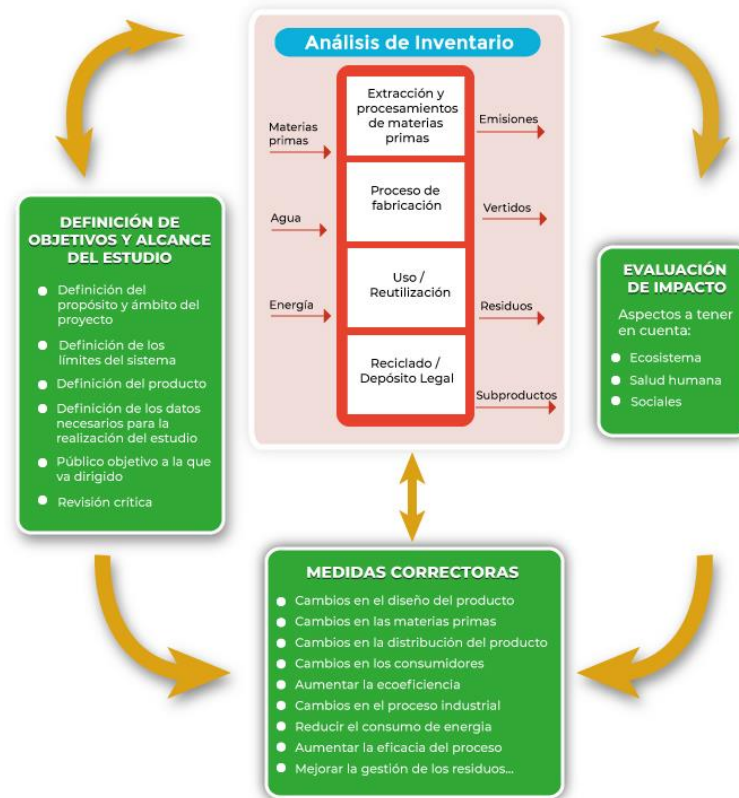 Análisis de Inventario
Materias
primas
Agua
Energía
Extracción y
procesamientos
de materias
primas
Proceso de
fabricación
Uso /
Reutilización
Reciclado /
Depósito Legal
Emisiones
Vertidos
Residuos
Subproductos
DEFINICIÓN DE
OBJETIVOS Y ALCANCE
DEL ESTUDIO
Definición del
propósito y ámbito del
proyecto
Definición de los
límites del sistema
Definición del producto
Definición de los datos
necesarios para la
realización del estudio
Público objetivo a la que
va dirigido
Revisión crítica
EVALUACIÓN
DE IMPACTO
Aspectos a tener
en cuenta:
Ecosistema
Salud humana
Sociales
MEDIDAS CORRECTORAS
Cambios en el diseño del producto
Cambios en las materias primas
Cambios en la distribución del producto
Cambios en los consumidores
Aumentar la ecoeficiencia
Cambios en el proceso industrial
Reducir el consumo de energia
Aumentar la eficacia del proceso
Mejorar la gestión de los residuos...